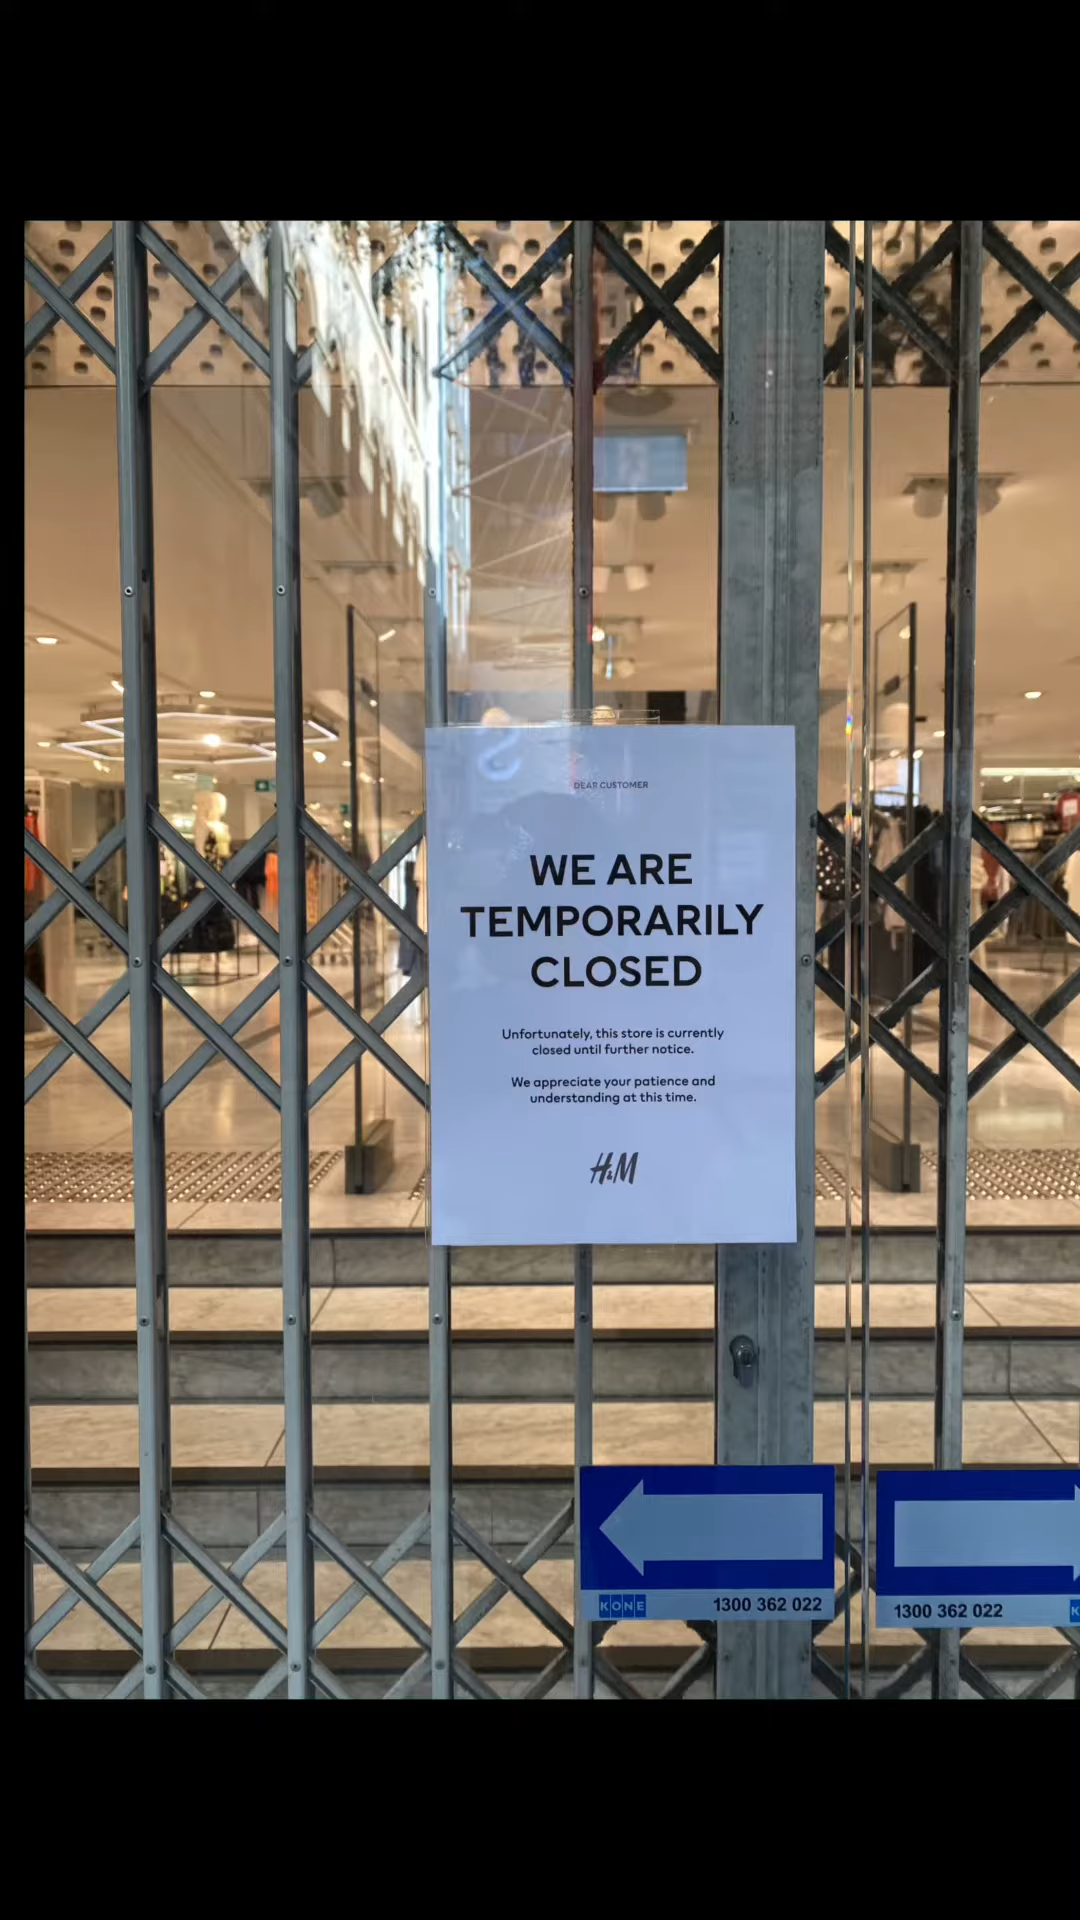 DEAR CUSTOMER
WE ARE
TEMPORARILY
CLOSED
Unfortunately, this store is currently
closed until further notice.
We appreciate your patience and
understanding at this time.
H&M
KONE
1300 362 022
1300 362 022
K